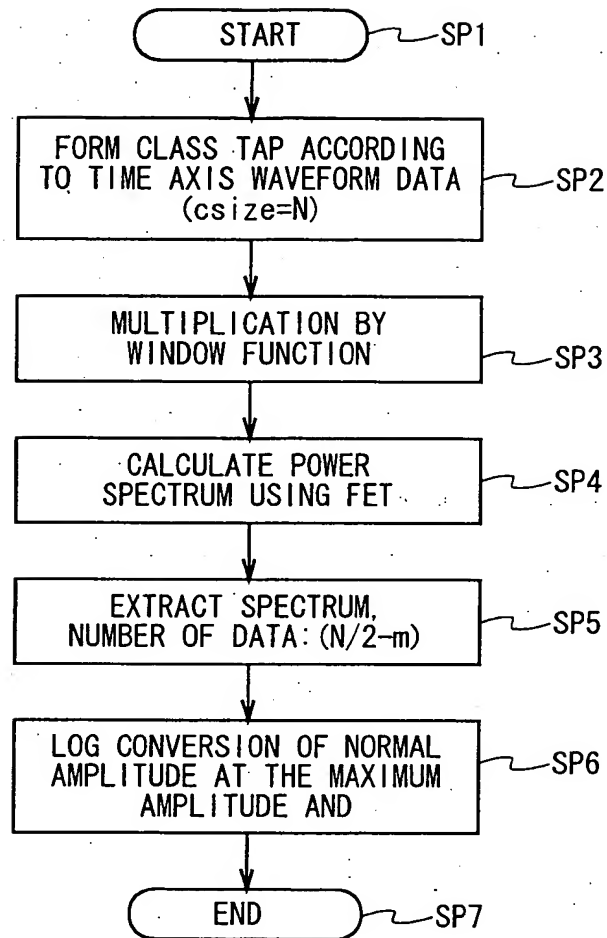 START
SP1
FORM CLASS TAP ACCORDING
TO TIME AXIS WAVEFORM DATA
(csize=N)
SP2
MULTIPLICATION BY
WINDOW FUNCTION
SP3
CALCULATE POWER
SPECTRUM USING FET
SP4
EXTRACT SPECTRUM,
NUMBER OF DATA:(N/2-m)
SP5
LOG CONVERSION OF NORMAL
AMPLITUDE AT THE MAXIMUM
AMPLITUDE AND
SP6
END
SP7